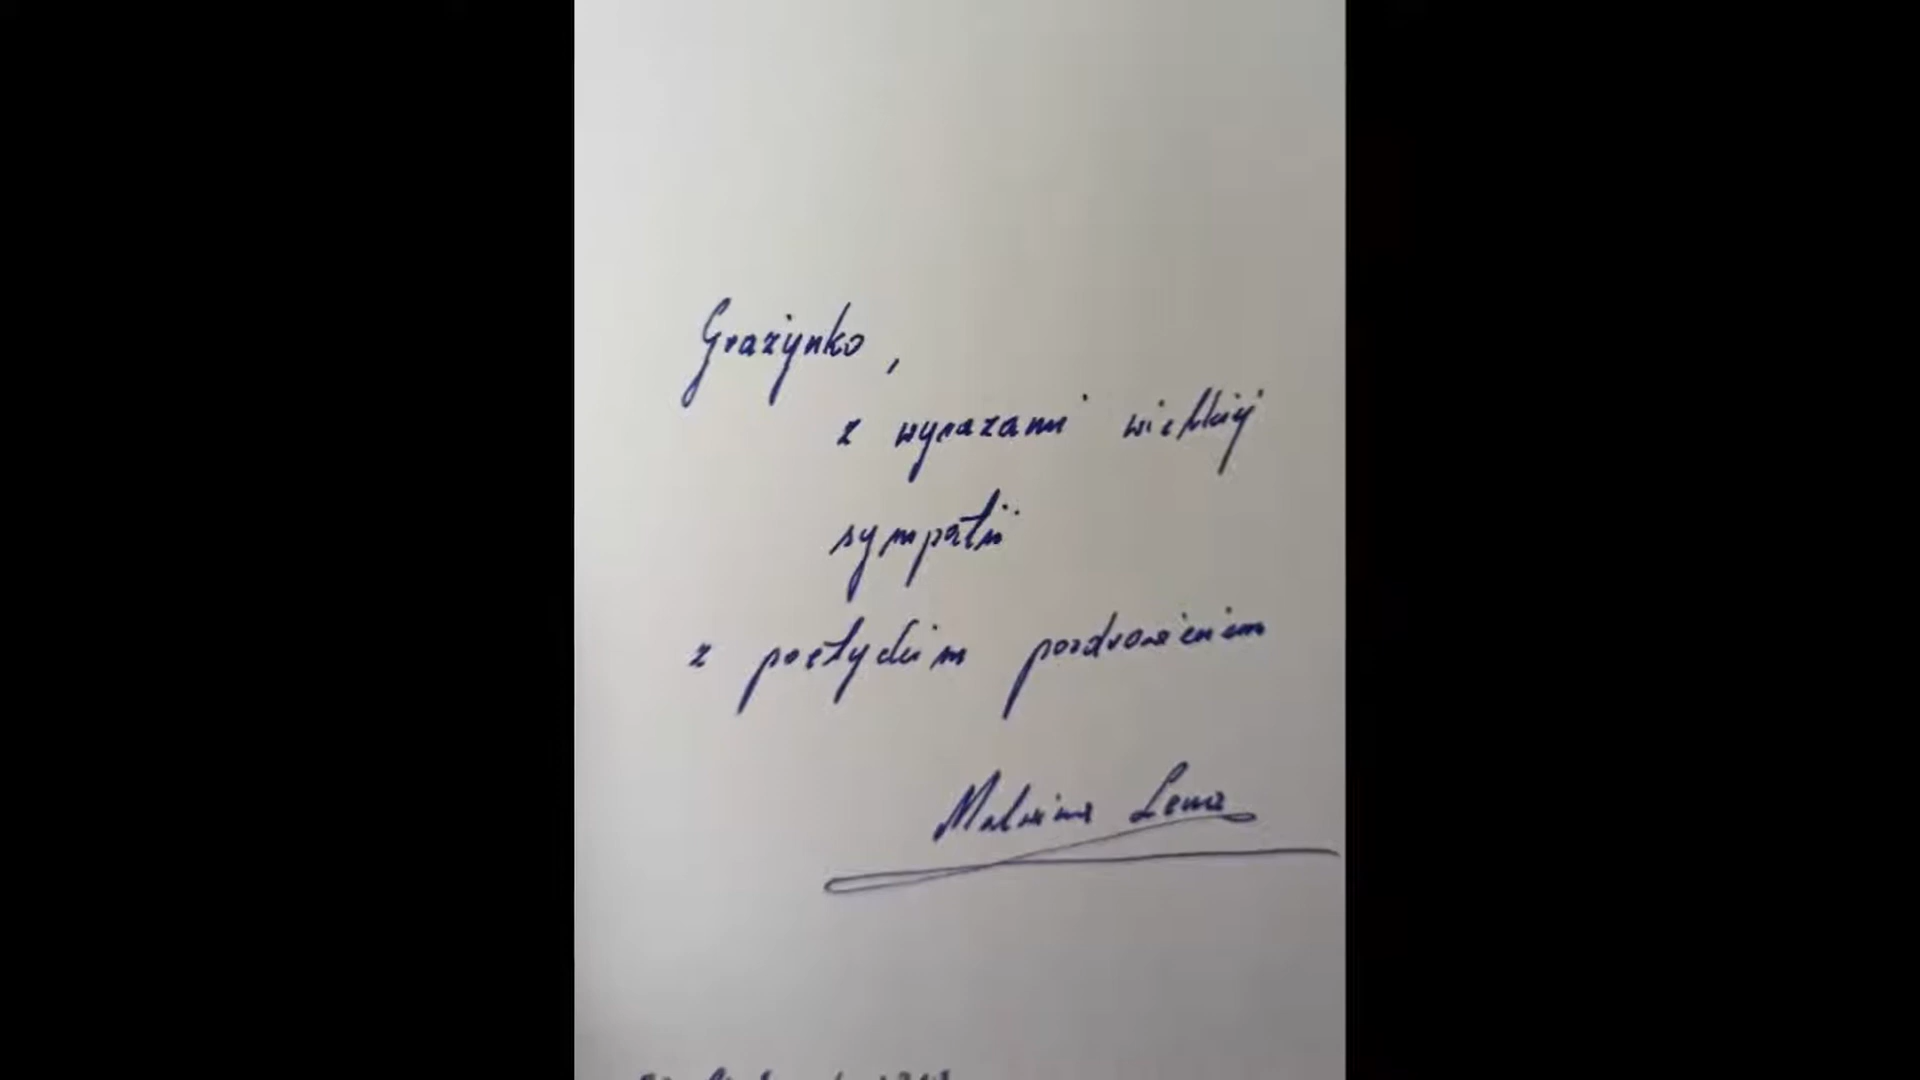 Grażynko,
z wyrazami wielkiej
sympatii
z poetyckim pozdrowieniem